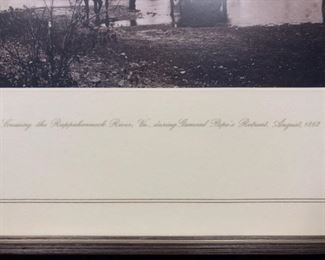 Crossing the Rappahannock River, Va., during General Pope's Retreat. August, 1862